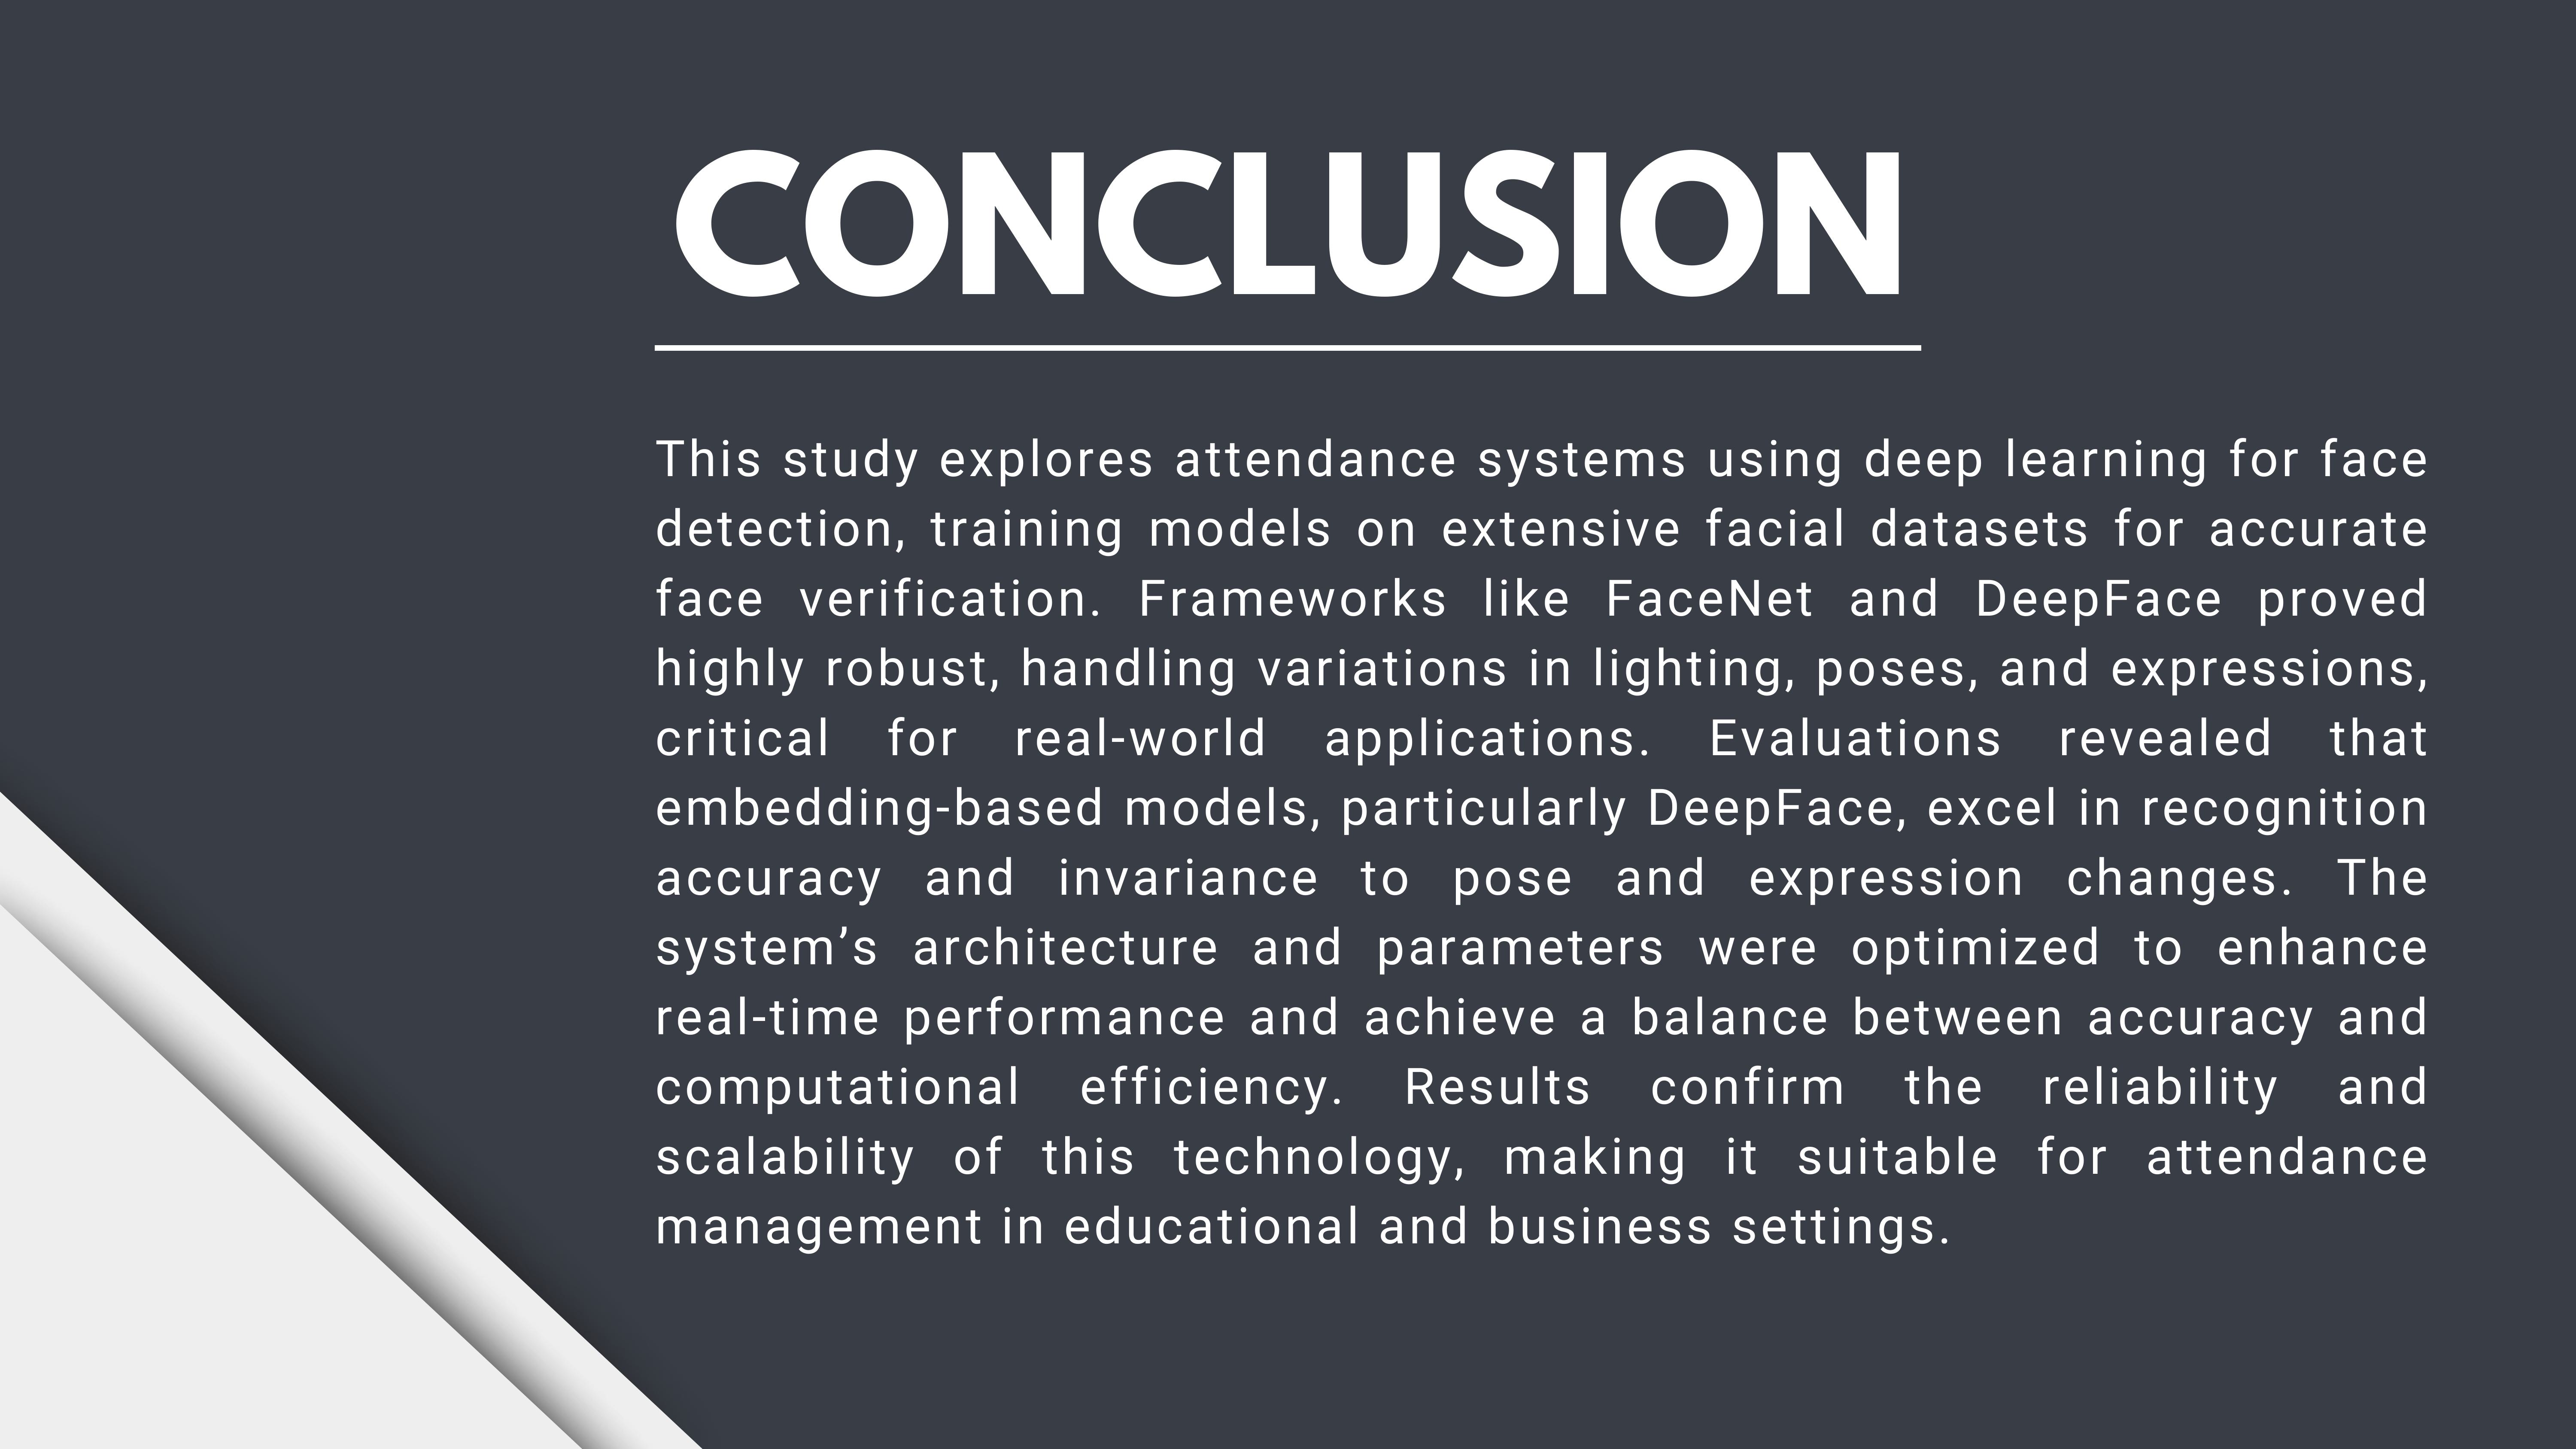 CONCLUSION
This study explores attendance systems using deep learning for face
detection, training models on extensive facial datasets for accurate
face verification. Frameworks like FaceNet and DeepFace proved
highly robust, handling variations in lighting, poses, and expressions,
critical for real-world applications. Evaluations revealed that
embedding-based models, particularly DeepFace, excel in recognition
accuracy and invariance to pose and expression changes. The
system’s architecture and parameters were optimized to enhance
real-time performance and achieve a balance between accuracy and
computational efficiency. Results confirm the reliability and
scalability of this technology, making it suitable for attendance
management in educational and business settings.